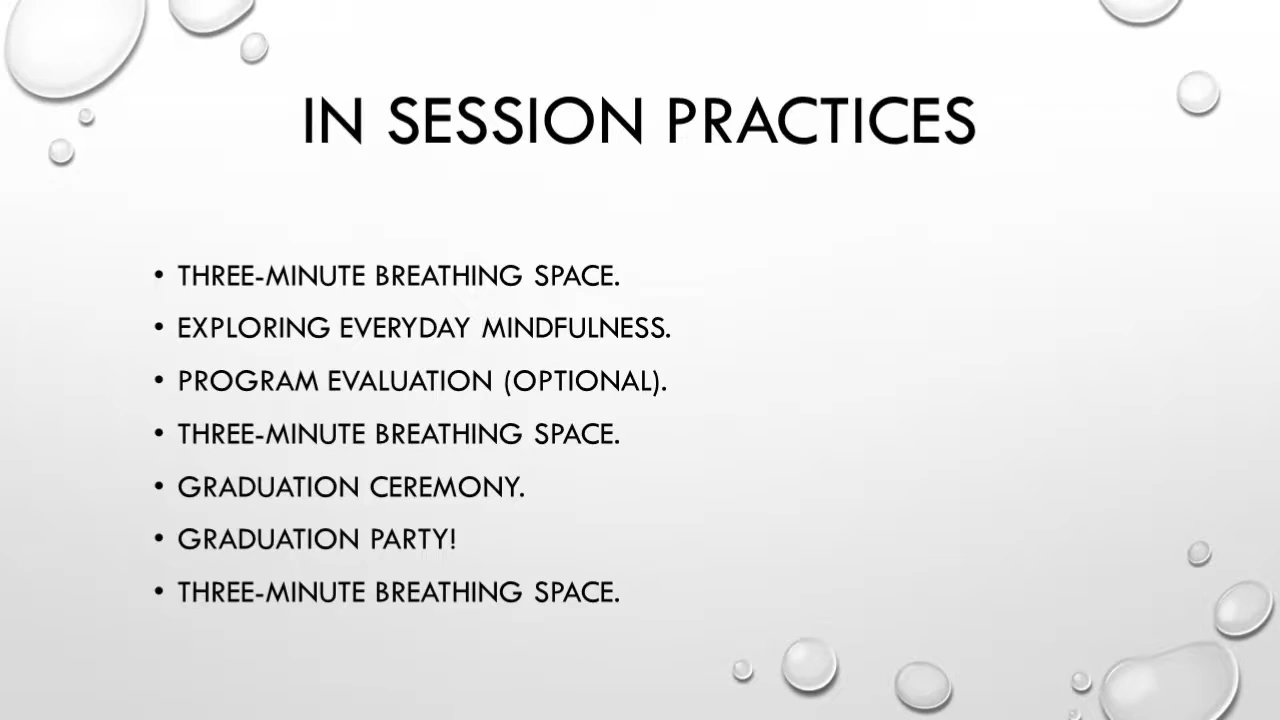 IN SESSION PRACTICES
• THREE-MINUTE BREATHING SPACE.
• EXPLORING EVERYDAY MINDFULNESS.
• PROGRAM EVALUATION (OPTIONAL).
• THREE-MINUTE BREATHING SPACE.
• GRADUATION CEREMONY.
• GRADUATION PARTY!
• THREE-MINUTE BREATHING SPACE.